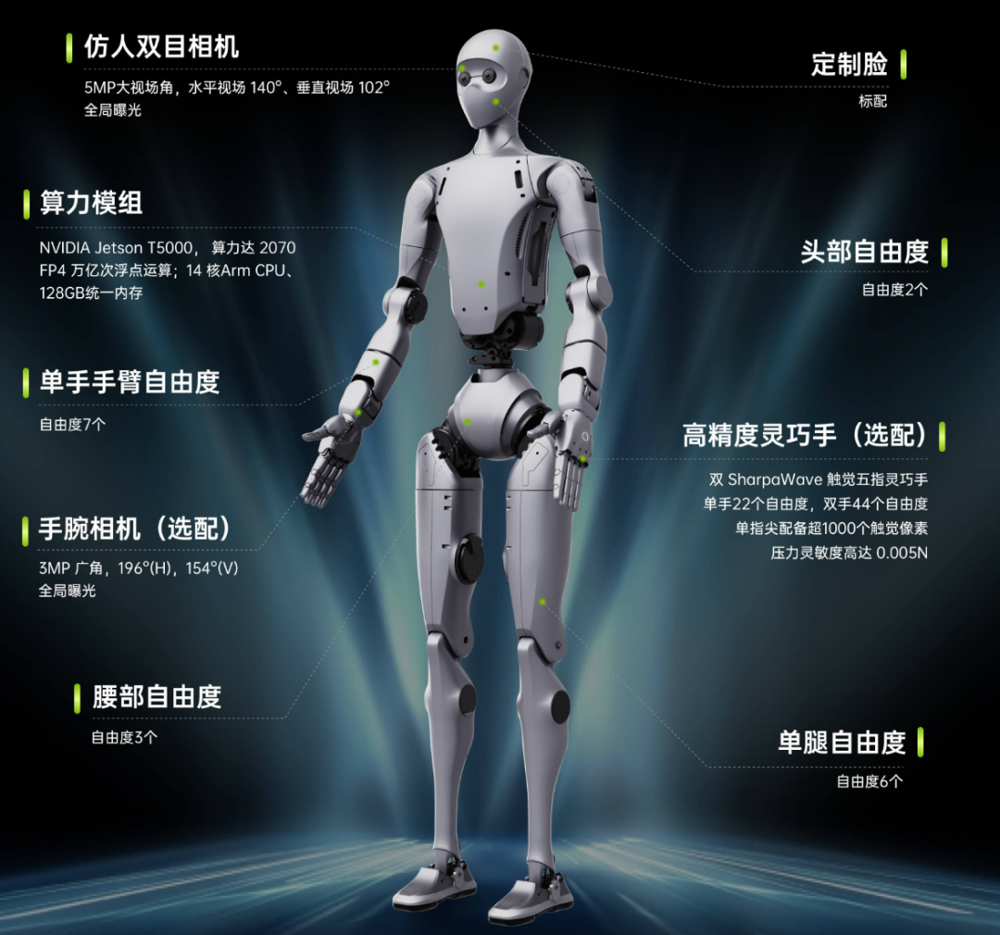 仿人双目相机
5MP大视场角，水平视场 140°、垂直视场 102°
全局曝光
定制脸
标配
算力模组
NVIDIA Jetson T5000， 算力达 2070
FP4 万亿次浮点运算；14 核Arm CPU、
128GB统一内存
头部自由度
自由度2个
单手手臂自由度
自由度7个
高精度灵巧手（选配）
双 SharpaWave 触觉五指灵巧手
单手22个自由度，双手44个自由度
单指尖配备超1000个触觉像素
压力灵敏度高达 0.005N
手腕相机（选配）
3MP 广角，196°(H)，154°(V)
全局曝光
腰部自由度
自由度3个
单腿自由度
自由度6个